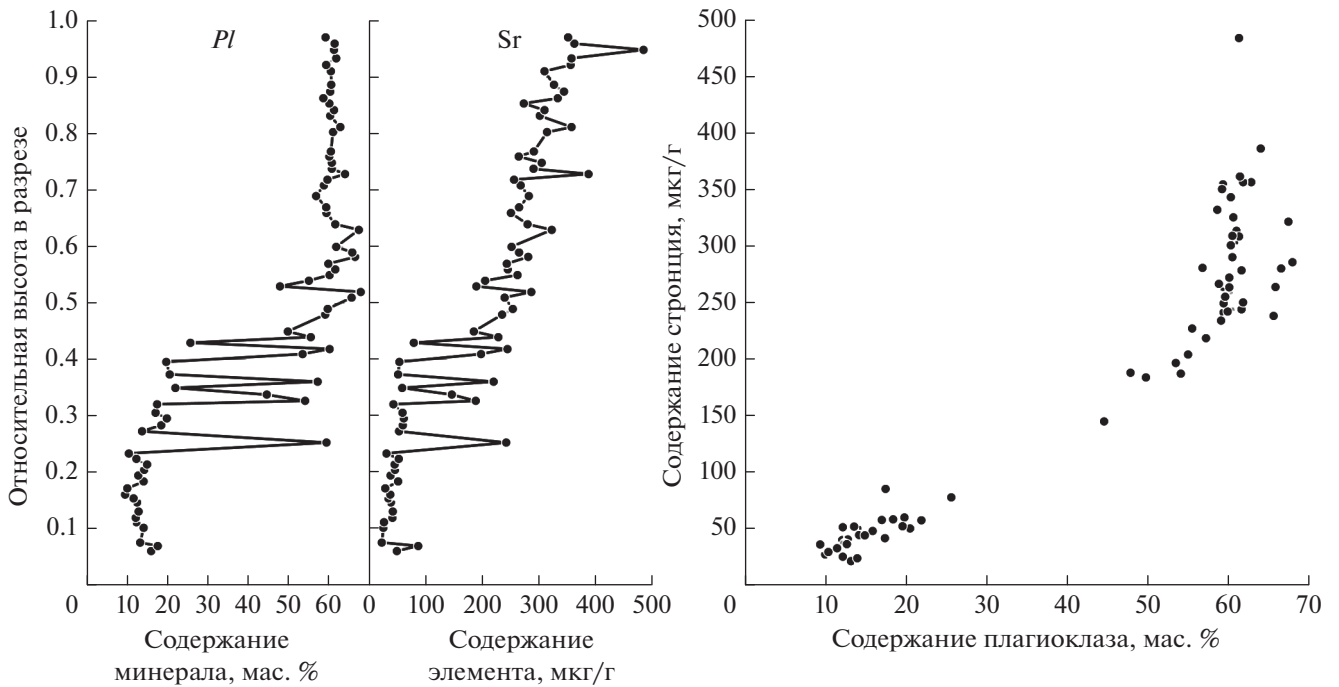 Относительная высота в разрезе
1.0
0.9
0.8
0.7
0.6
0.5
0.4
0.3
0.2
0.1
Pl
0 10 20 30 40 50 60
Содержание
минерала, мас. %
Sr
0 100 200 300 400 500
Содержание
элемента, мкг/г
Содержание стронция, мкг/г
500
450
400
350
300
250
200
150
100
50
0 10 20 30 40 50 60 70
Содержание плагиоклаза, мас. %